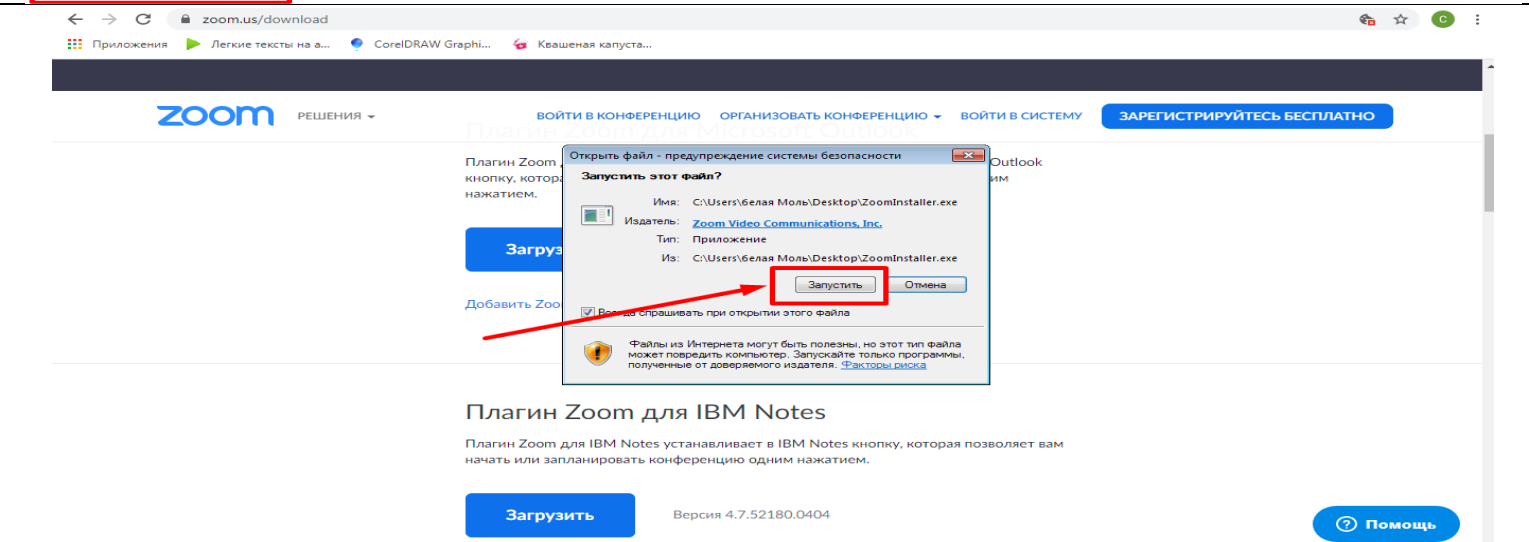 zoom.us/download
C
Приложения
Легкие тексты на а...
CorelDRAW Graphi...
Квашеная капуста...
zoom
РЕШЕНИЯ
ВОЙТИ В КОНФЕРЕНЦИЮ
ОРГАНИЗОВАТЬ КОНФЕРЕНЦИЮ
ВОЙТИ В СИСТЕМУ
ЗАРЕГИСТРИРУЙТЕСЬ БЕСПЛАТНО
Плагин Zoom для Microsoft Outlook
Плагин Zoom
Outlook
кнопку, котора
им
нажатием.
Загруз
Добавить Zoo
Открыть файл - предупреждение системы безопасности
Запустить этот файл?
Имя: C:\Users\белая Моль\Desktop\ZoomInstaller.exe
Издатель: Zoom Video Communications, Inc.
Тип: Приложение
Из: C:\Users\белая Моль\Desktop\ZoomInstaller.exe
Запустить
Отмена
спрашивать при открытии этого файла
Файлы из Интернета могут быть полезны, но этот тип файла
может повредить компьютер. Запускайте только программы,
полученные от доверяемого издателя. Факторы риска
Плагин Zoom для IBM Notes
Плагин Zoom для IBM Notes устанавливает в IBM Notes кнопку, которая позволяет вам
начать или запланировать конференцию одним нажатием.
Загрузить
Версия 4.7.52180.0404
Помощь